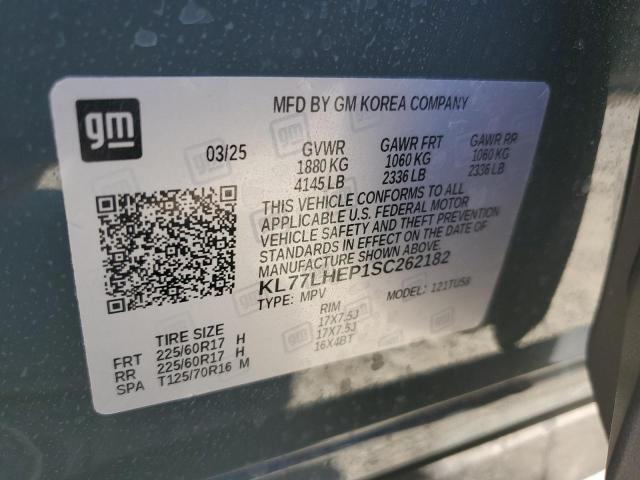 gm
MFD BY GM KOREA COMPANY
03/25 GVWR GAWR FRT GAWR RR
1880 KG 1060 KG 1060 KG
4145 LB 2336 LB 2336 LB
THIS VEHICLE CONFORMS TO ALL
APPLICABLE U.S. FEDERAL MOTOR
VEHICLE SAFETY AND THEFT PREVENTION
STANDARDS IN EFFECT ON THE DATE OF
MANUFACTURE SHOWN ABOVE.
KL77LHEP1SC262182
TYPE: MPV MODEL: 121TU58
TIRE SIZE RIM
FRT 225/60R17 H 17X7.5J
RR 225/60R17 H 17X7.5J
SPA T125/70R16 M 16X4BT